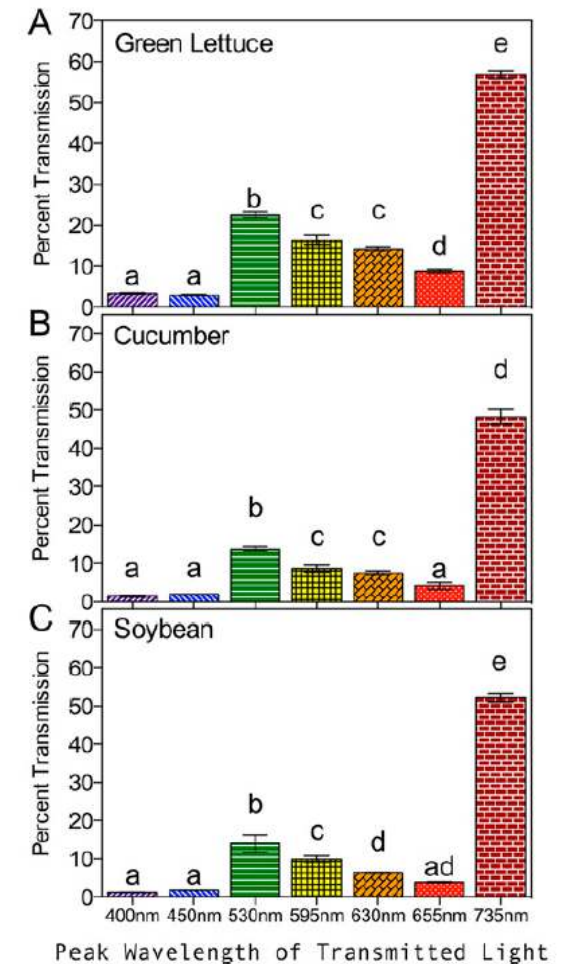 A
Green Lettuce
Percent Transmission
70
60
50
40
30
20
10
0
a
a
b
c
c
d
e
B
Cucumber
Percent Transmission
70
60
50
40
30
20
10
0
a
a
b
c
c
a
d
C
Soybean
Percent Transmission
70
60
50
40
30
20
10
0
a
a
b
c
d
ad
e
400nm 450nm 530nm 595nm 630nm 655nm 735nm
Peak Wavelength of Transmitted Light